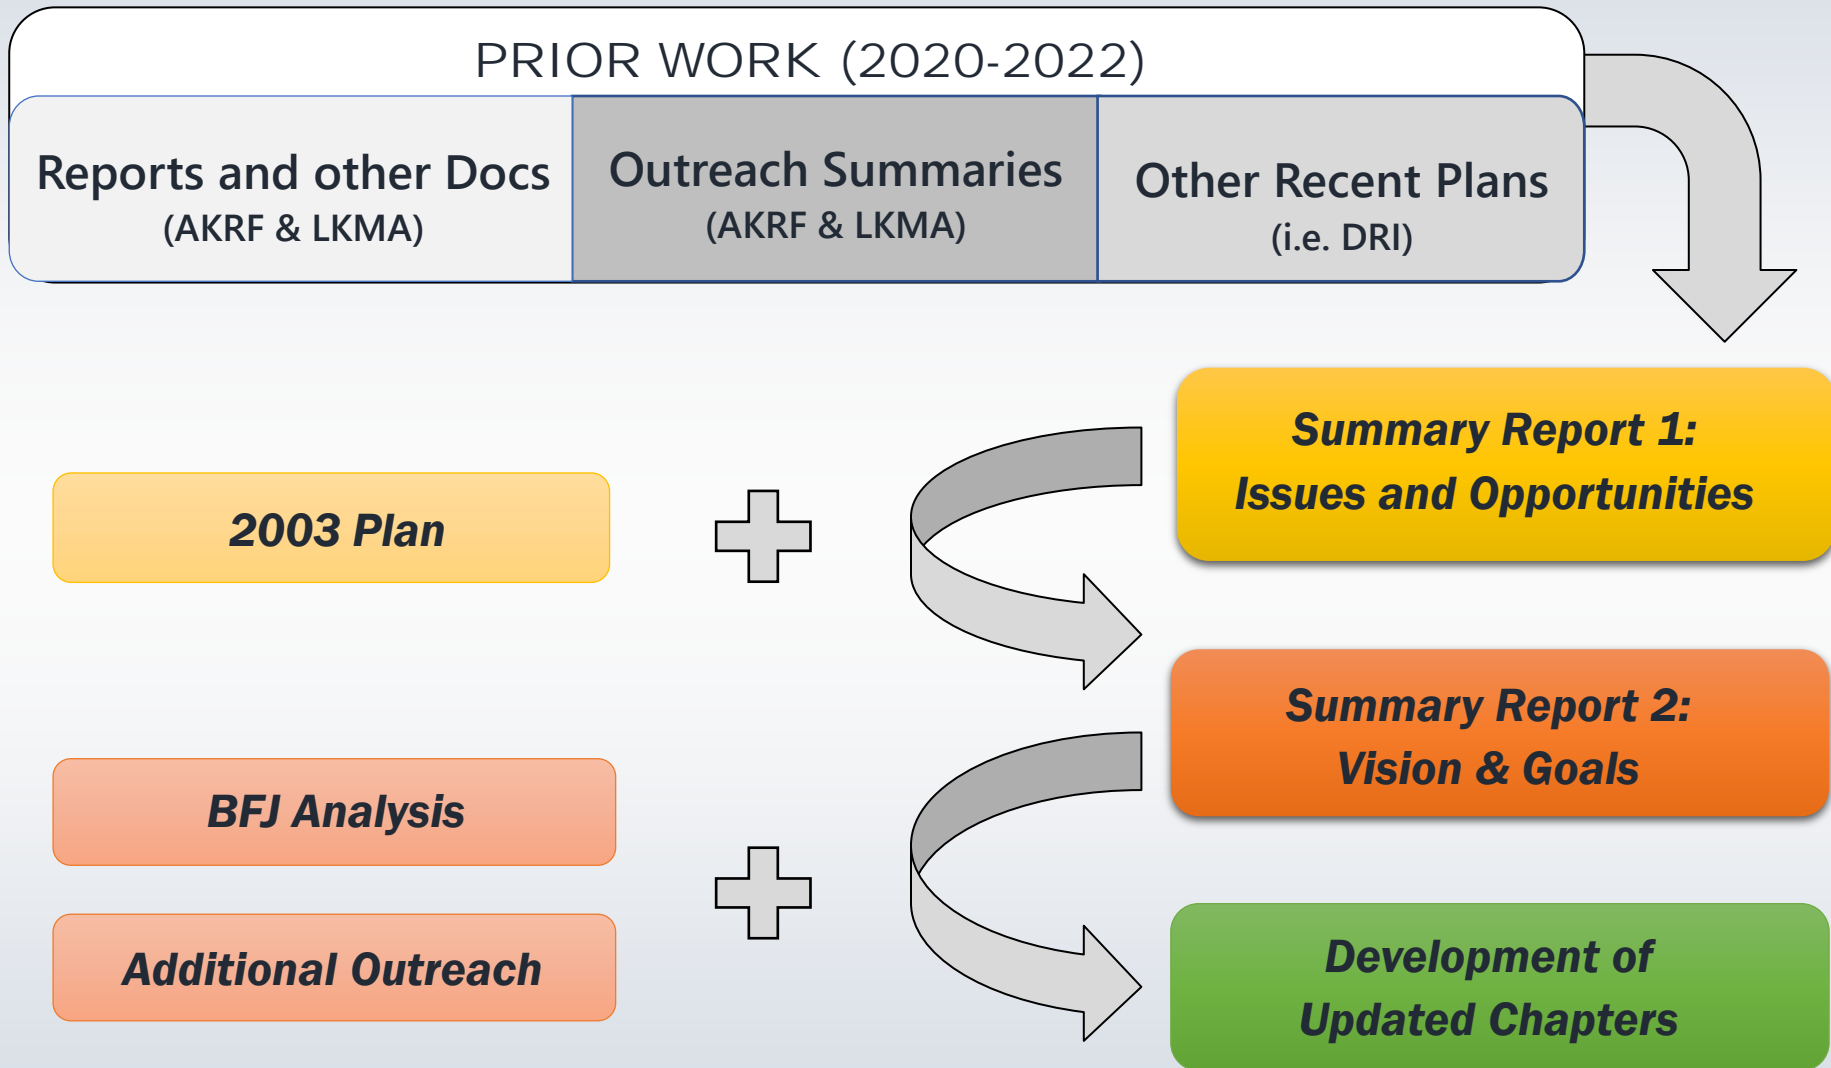 PRIOR WORK (2020-2022)
Reports and other Docs
(AKRF & LKMA)
Outreach Summaries
(AKRF & LKMA)
Other Recent Plans
(i.e. DRI)
Summary Report 1:
Issues and Opportunities
2003 Plan
Summary Report 2:
Vision & Goals
BFJ Analysis
Additional Outreach
Development of
Updated Chapters